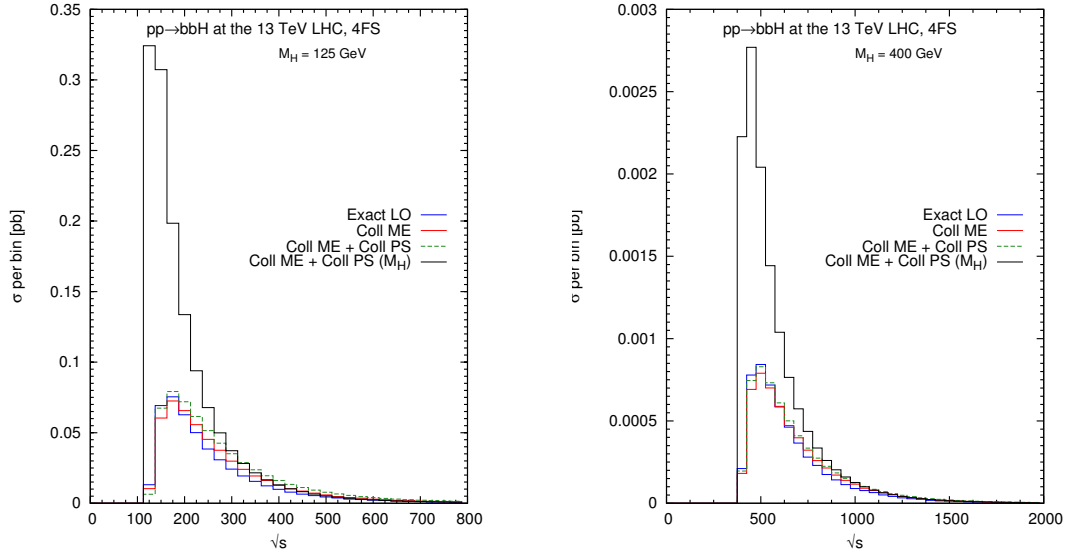 pp→bbH at the 13 TeV LHC, 4FS
M_H = 125 GeV
0.35
0.3
0.25
0.2
0.15
0.1
0.05
0
σ per bin [pb]
Exact LO
Coll ME
Coll ME + Coll PS
Coll ME + Coll PS (M_H)
0 100 200 300 400 500 600 700 800
√s
pp→bbH at the 13 TeV LHC, 4FS
M_H = 400 GeV
0.003
0.0025
0.002
0.0015
0.001
0.0005
0
σ per bin [pb]
Exact LO
Coll ME
Coll ME + Coll PS
Coll ME + Coll PS (M_H)
0 500 1000 1500 2000
√s